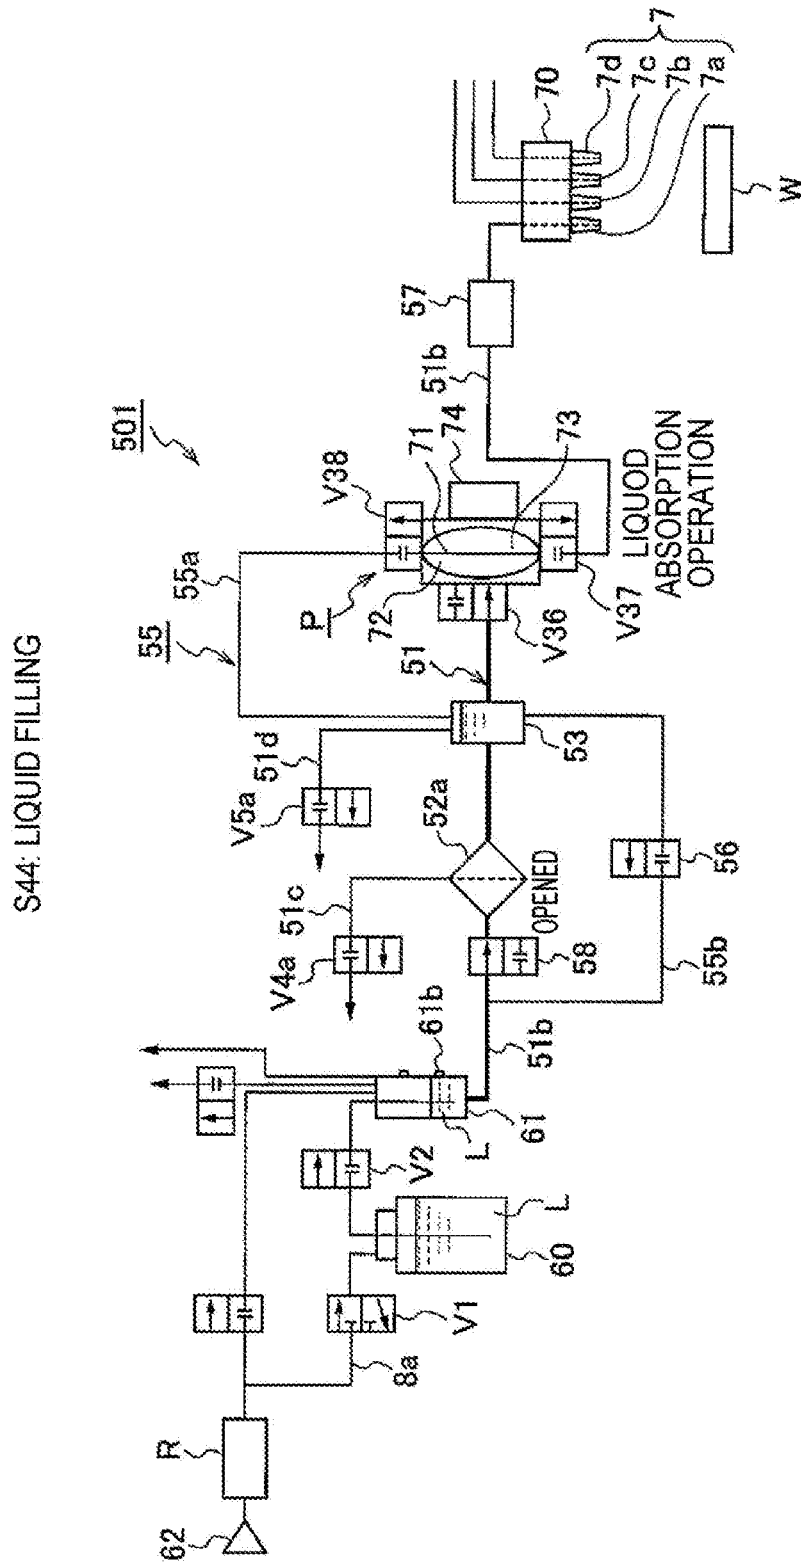 S44: LIQUID FILLING
501
55
55a
P
V38
71
74
72
73
V36
V37
LIQUOD
ABSORPTION
OPERATION
51
51b
57
70
7
7d
7c
7b
7a
W
53
51d
V5a
52a
OPENED
51c
V4a
58
56
55b
51b
61b
61
L
V2
L
60
V1
8a
R
62